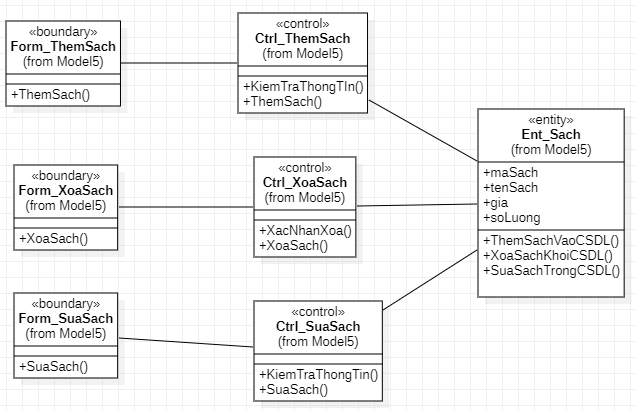 «boundary»
Form_ThemSach
(from Model5)
+ThemSach()
«control»
Ctrl_ThemSach
(from Model5)
+KiemTraThongTIn()
+ThemSach()
«entity»
Ent_Sach
(from Model5)
+maSach
+tenSach
+gia
+soLuong
+ThemSachVaoCSDL()
+XoaSachKhoiCSDL()
+SuaSachTrongCSDL()
«boundary»
Form_XoaSach
(from Model5)
+XoaSach()
«control»
Ctrl_XoaSach
(from Model5)
+XacNhanXoa()
+XoaSach()
«boundary»
Form_SuaSach
(from Model5)
+SuaSach()
«control»
Ctrl_SuaSach
(from Model5)
+KiemTraThongTin()
+SuaSach()